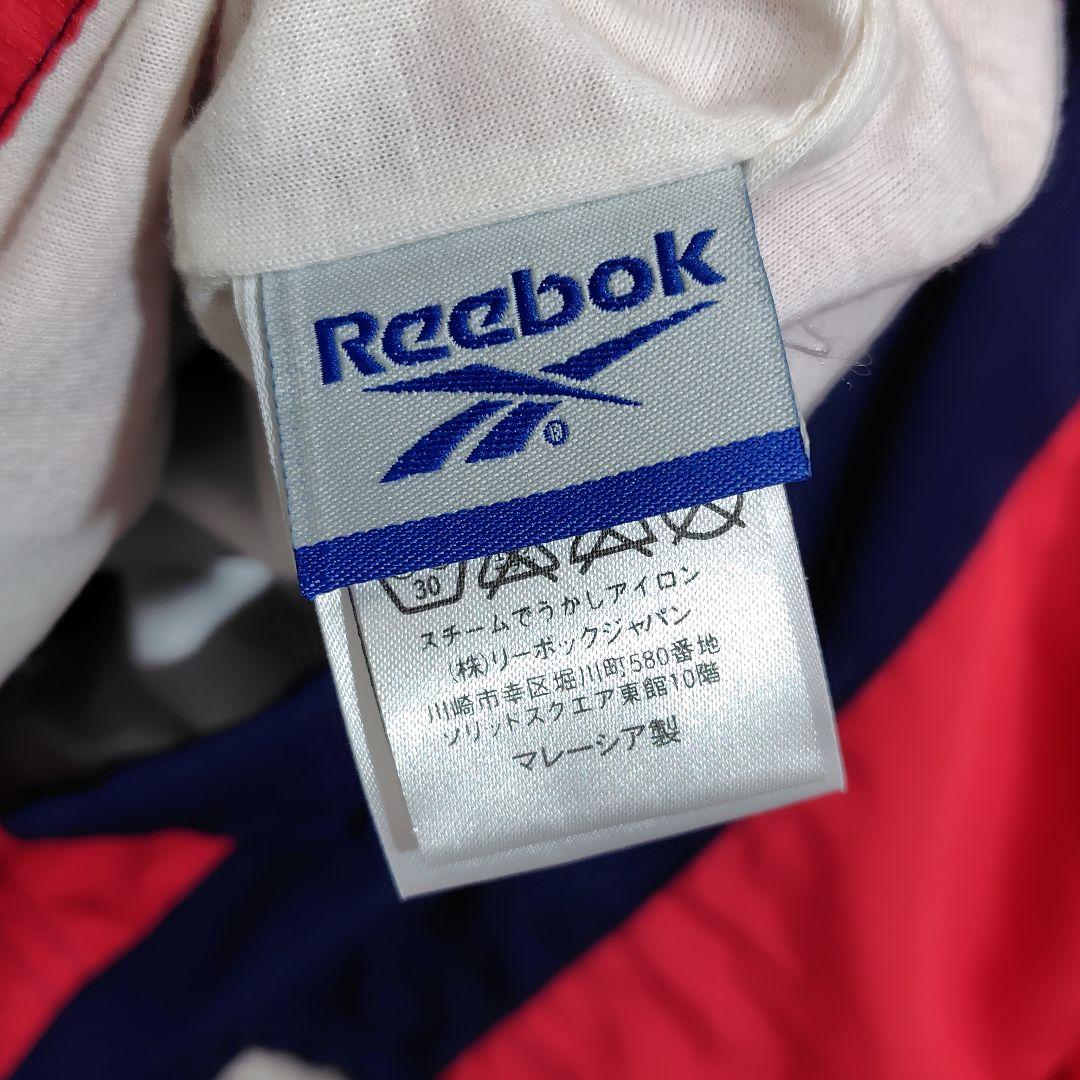 Reebok
®
30
スチームでうかしアイロン
(株)リーボックジャパン
川崎市幸区堀川町580番地
ソリッドスクエア東館10階
マレーシア製